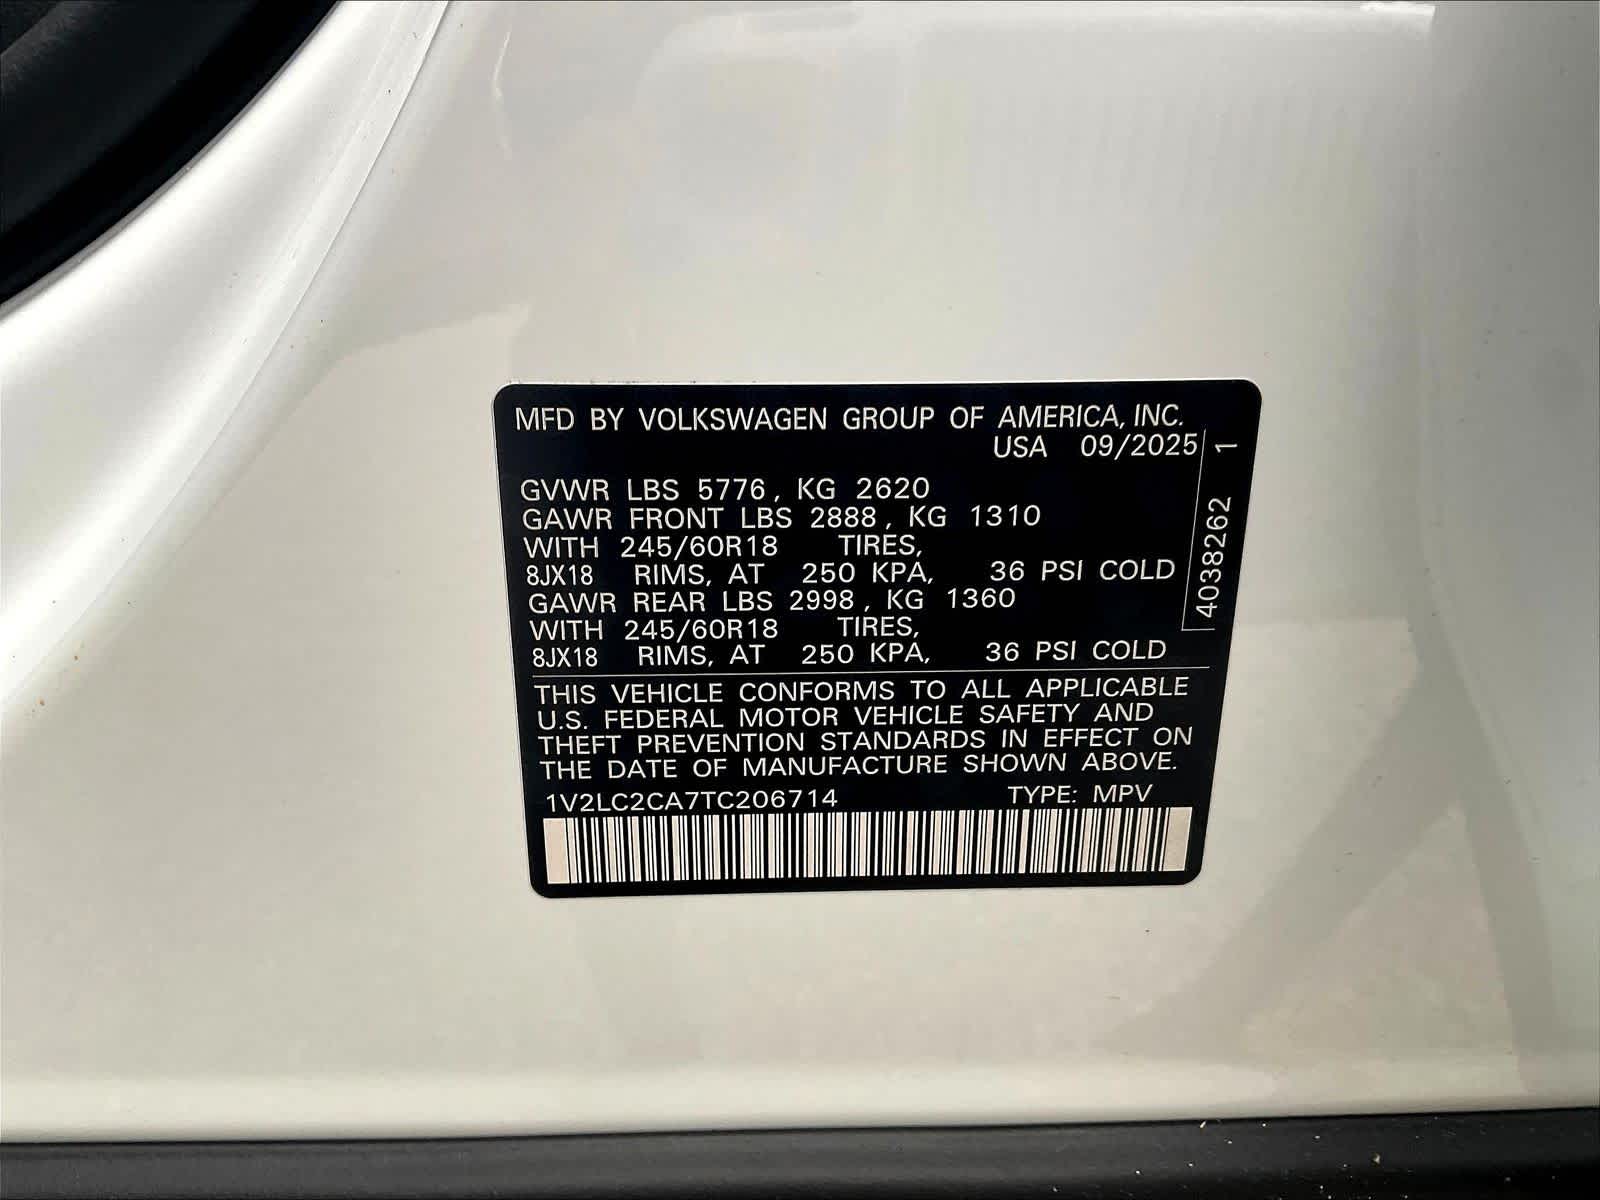 MFD BY VOLKSWAGEN GROUP OF AMERICA, INC.
USA 09/2025
GVWR LBS 5776, KG 2620
GAWR FRONT LBS 2888, KG 1310
WITH 245/60R18 TIRES,
8JX18 RIMS, AT 250 KPA, 36 PSI COLD
GAWR REAR LBS 2998, KG 1360
WITH 245/60R18 TIRES,
8JX18 RIMS, AT 250 KPA, 36 PSI COLD
THIS VEHICLE CONFORMS TO ALL APPLICABLE
U.S. FEDERAL MOTOR VEHICLE SAFETY AND
THEFT PREVENTION STANDARDS IN EFFECT ON
THE DATE OF MANUFACTURE SHOWN ABOVE.
1V2LC2CA7TC206714 TYPE: MPV
4038262 1